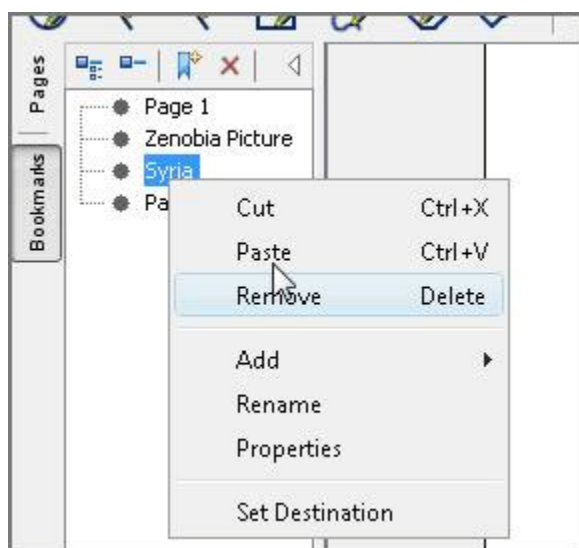 Pages
Bookmarks
Page 1
Zenobia Picture
Syria
Pa
Cut Ctrl+X
Paste Ctrl+V
Remove Delete
Add
Rename
Properties
Set Destination